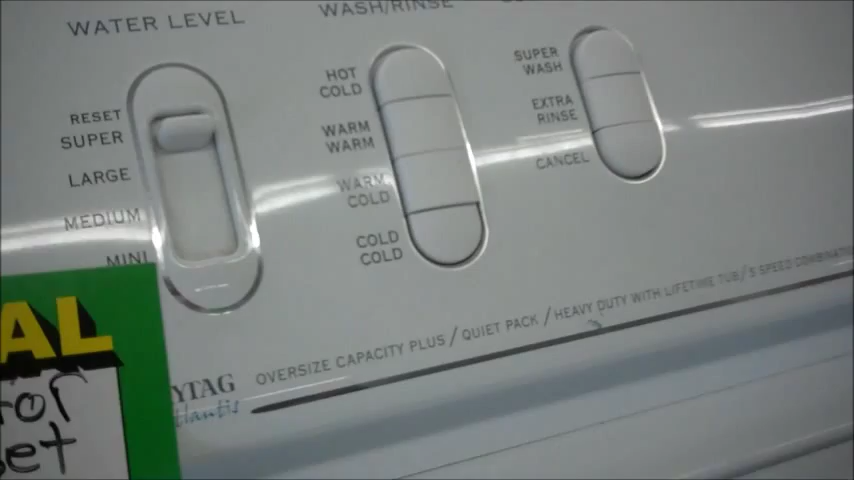 WATER LEVEL
RESET
SUPER
LARGE
MEDIUM
MINI
WASH/RINSE
HOT
COLD
WARM
WARM
WARM
COLD
COLD
COLD
SUPER
WASH
EXTRA
RINSE
CANCEL
OVERSIZE CAPACITY PLUS / QUIET PACK / HEAVY DUTY WITH LIFETIME TUB / 5 SPEED COMBINATION
YTAG
tlantis
AL
or
et